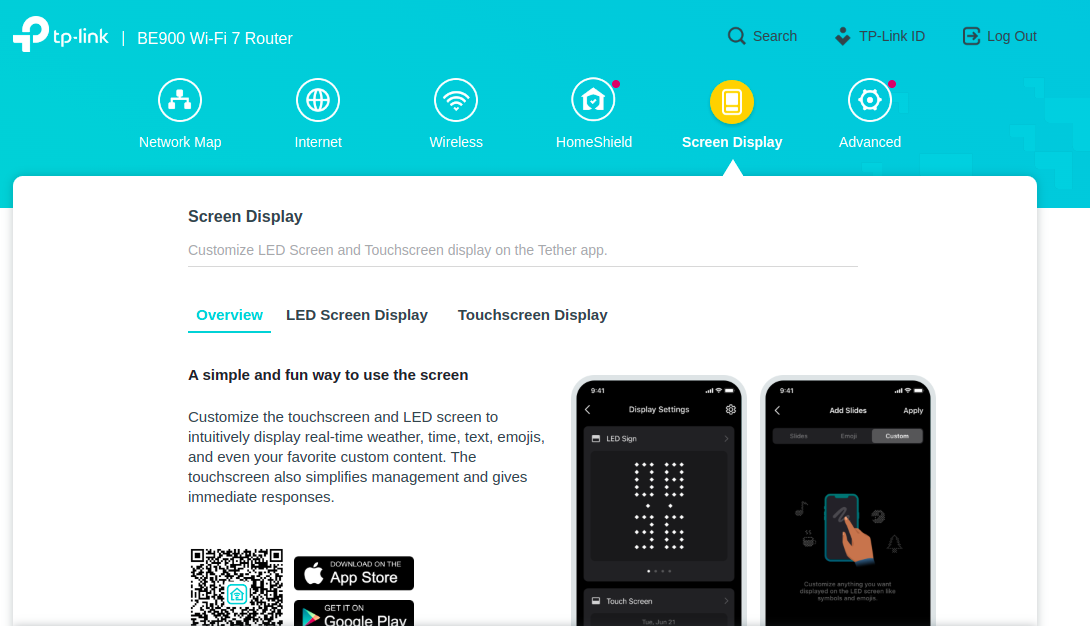 tp-link | BE900 Wi-Fi 7 Router
Search
TP-Link ID
Log Out
Network Map
Internet
Wireless
HomeShield
Screen Display
Advanced
Screen Display
Customize LED Screen and Touchscreen display on the Tether app.
Overview
LED Screen Display
Touchscreen Display
A simple and fun way to use the screen
Customize the touchscreen and LED screen to
intuitively display real-time weather, time, text, emojis,
and even your favorite custom content. The
touchscreen also simplifies management and gives
immediate responses.
DOWNLOAD ON THE
App Store
GET IT ON
Google Play
9:41
Display Settings
LED Sign
08
:
36
Touch Screen
Tue, Jun 21
9:41
Add Slides
Apply
Slides
Emoji
Custom
Customize anything you want
displayed on the LED screen like
symbols and emojis.